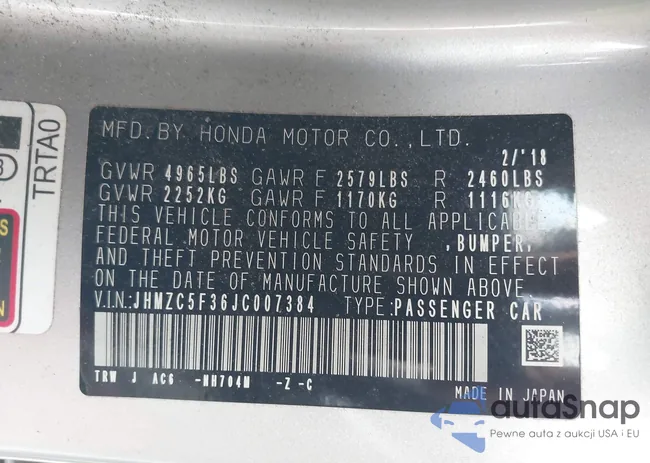 MFD. BY HONDA MOTOR CO., LTD.
2/'18
GVWR 4965LBS GAWR F 2579LBS R 2460LBS
GVWR 2252KG GAWR F 1170KG R 1116KG
THIS VEHICLE CONFORMS TO ALL APPLICABLE
FEDERAL MOTOR VEHICLE SAFETY ,BUMPER,
AND THEFT PREVENTION STANDARDS IN EFFECT
ON THE DATE OF MANUFACTURE SHOWN ABOVE.
V.IN:JHMZC5F36JC007384 TYPE:PASSENGER CAR
TRW J AC6 -NH704M -Z -C
MADE IN JAPAN
TRTA0
autaSnap
Pewne auta z aukcji USA i EU